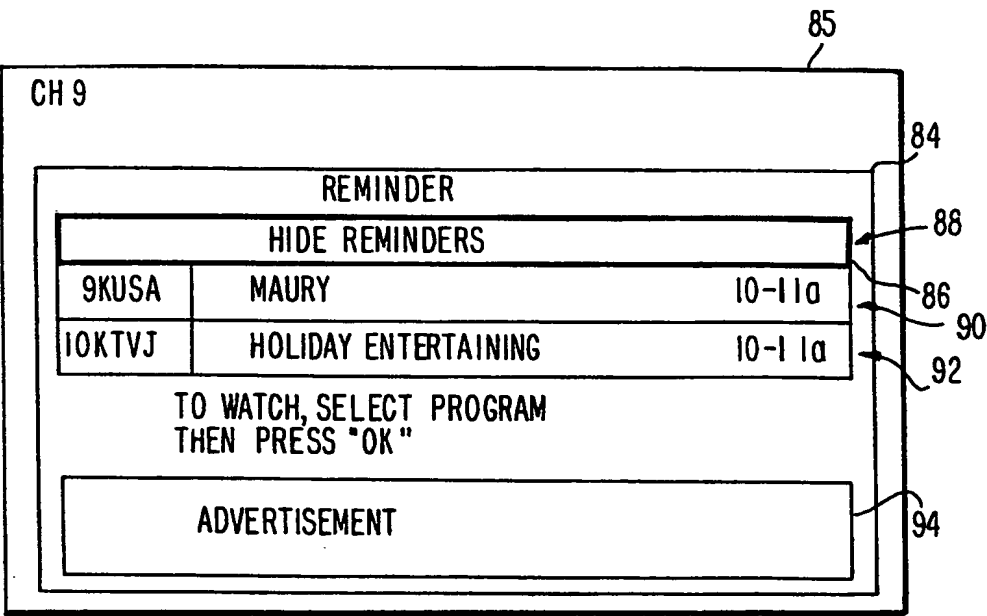 85
CH 9
84
REMINDER
HIDE REMINDERS
88
86
9KUSA MAURY 10-11a
90
10KTVJ HOLIDAY ENTERTAINING 10-11a
92
TO WATCH, SELECT PROGRAM
THEN PRESS "OK"
ADVERTISEMENT
94